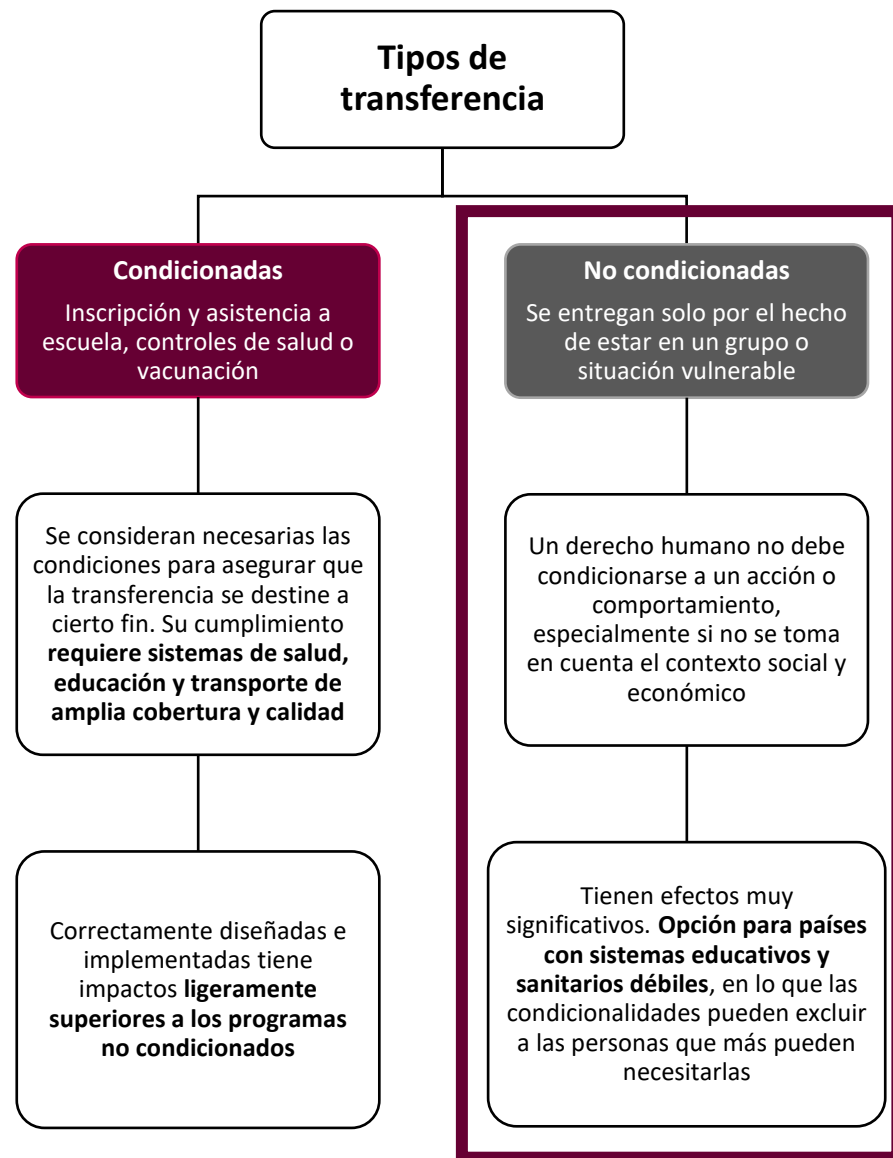 Tipos de
transferencia
Condicionadas
Inscripción y asistencia a
escuela, controles de salud o
vacunación
Se consideran necesarias las
condiciones para asegurar que
la transferencia se destine a
cierto fin. Su cumplimiento
requiere sistemas de salud,
educación y transporte de
amplia cobertura y calidad
Correctamente diseñadas e
implementadas tiene
impactos ligeramente
superiores a los programas
no condicionados
No condicionadas
Se entregan solo por el hecho
de estar en un grupo o
situación vulnerable
Un derecho humano no debe
condicionarse a un acción o
comportamiento,
especialmente si no se toma
en cuenta el contexto social y
económico
Tienen efectos muy
significativos. Opción para países
con sistemas educativos y
sanitarios débiles, en lo que las
condicionalidades pueden excluir
a las personas que más pueden
necesitarlas